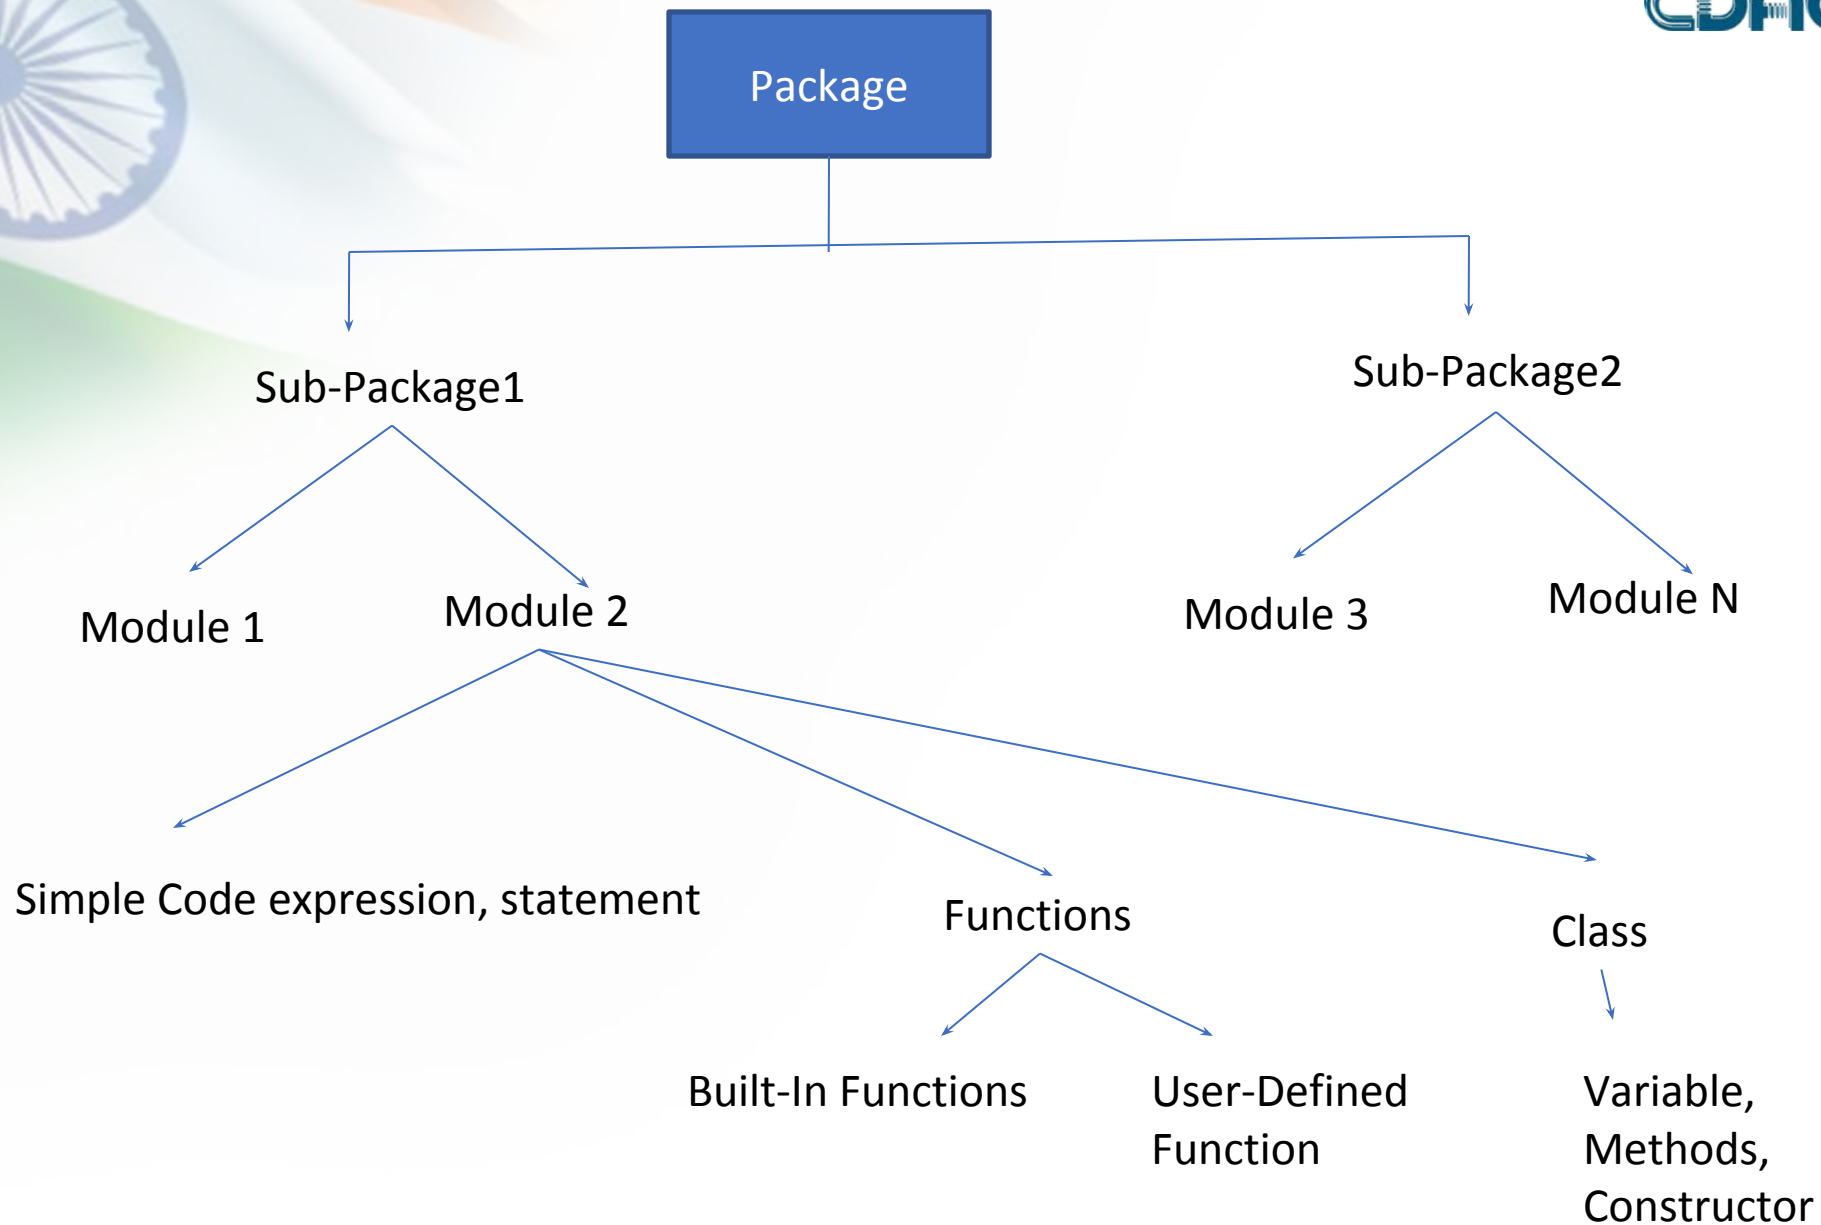 CDAC
Package
Sub-Package1
Sub-Package2
Module 1
Module 2
Module 3
Module N
Simple Code expression, statement
Functions
Class
Built-In Functions
User-Defined
Function
Variable,
Methods,
Constructor